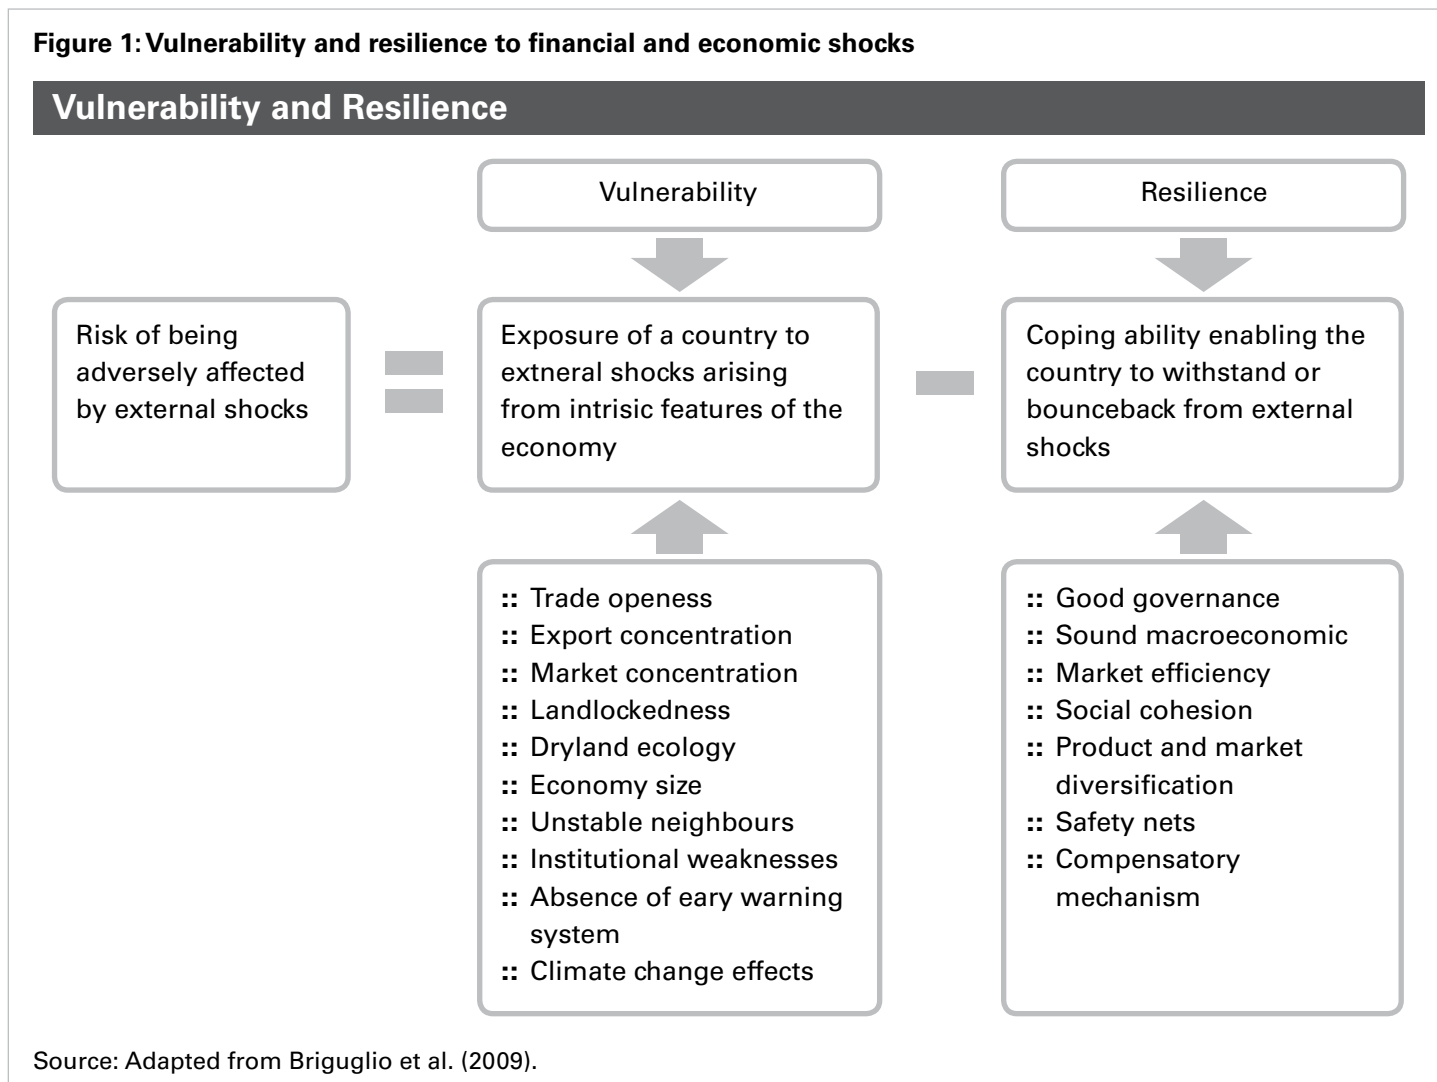 Figure 1: Vulnerability and resilience to financial and economic shocks
Vulnerability and Resilience
Vulnerability
Resilience
Risk of being
adversely affected
by external shocks
Exposure of a country to
extneral shocks arising
from intrisic features of the
economy
Coping ability enabling the
country to withstand or
bounceback from external
shocks
:: Trade openess
:: Export concentration
:: Market concentration
:: Landlockedness
:: Dryland ecology
:: Economy size
:: Unstable neighbours
:: Institutional weaknesses
:: Absence of eary warning
system
:: Climate change effects
:: Good governance
:: Sound macroeconomic
:: Market efficiency
:: Social cohesion
:: Product and market
diversification
:: Safety nets
:: Compensatory
mechanism
Source: Adapted from Briguglio et al. (2009).